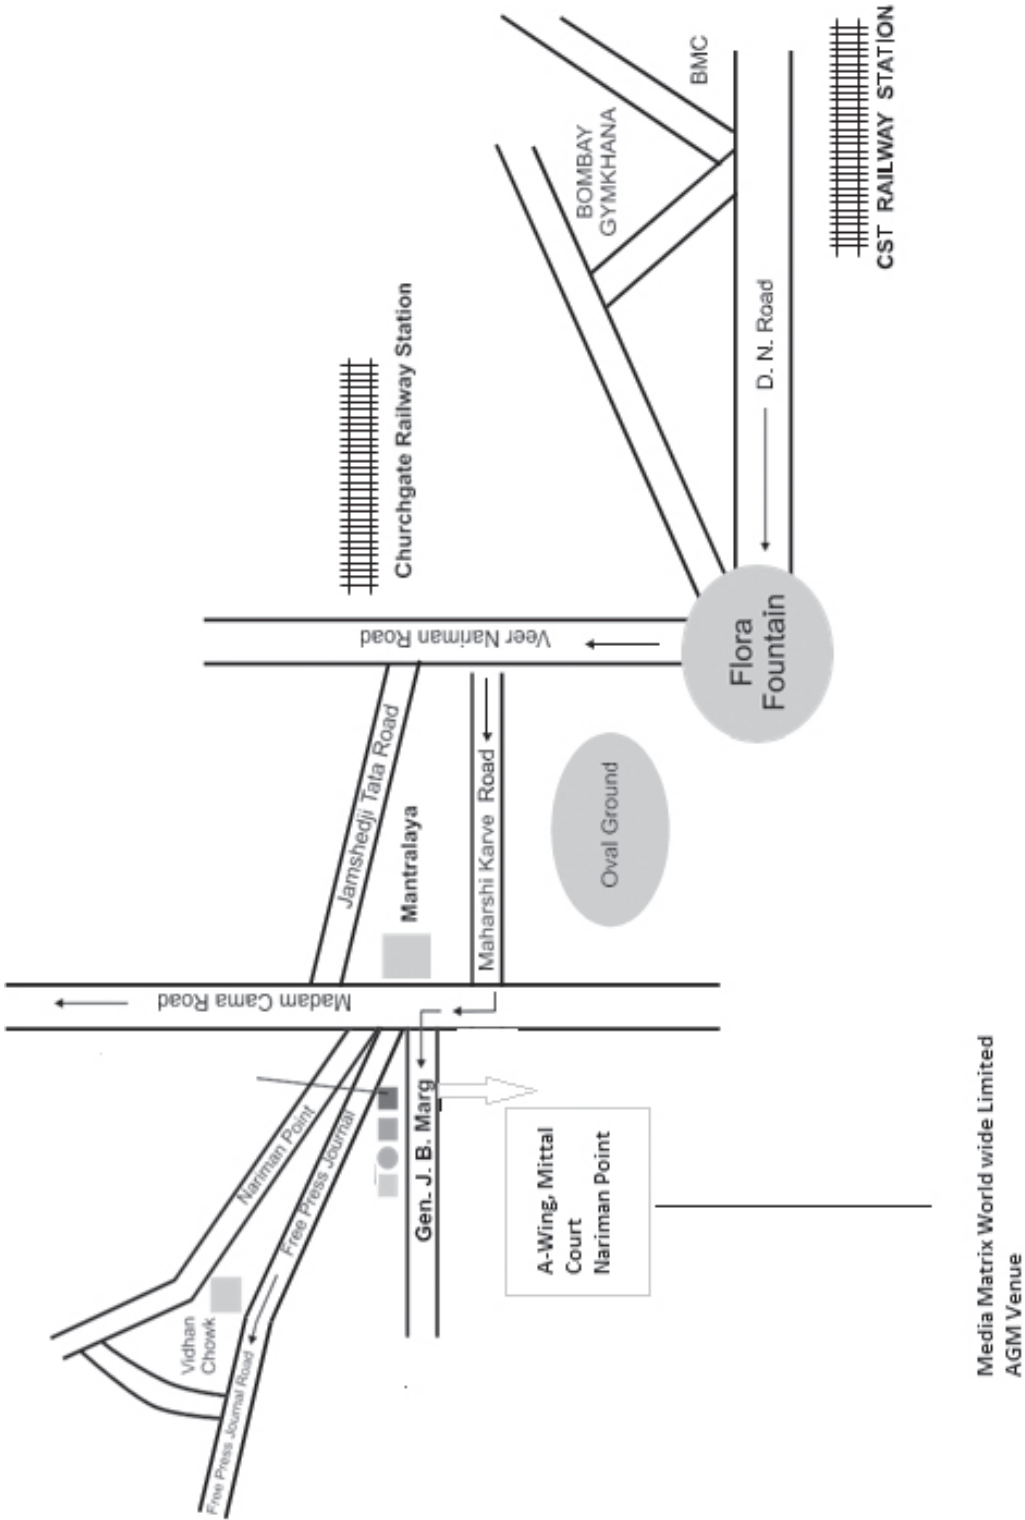 BMC
BOMBAY
GYMKHANA
CST RAILWAY STATION
D. N. Road
Churchgate Railway Station
Veer Nariman Road
Flora
Fountain
Jamshedji Tata Road
Mantralaya
Maharshi Karve Road
Oval Ground
Madam Cama Road
Nariman Point
Free Press Journal
Gen. J. B. Marg
A-Wing, Mittal
Court
Nariman Point
Vidhan
Chowk
Free Press Journal Road
Media Matrix World wide Limited
AGM Venue